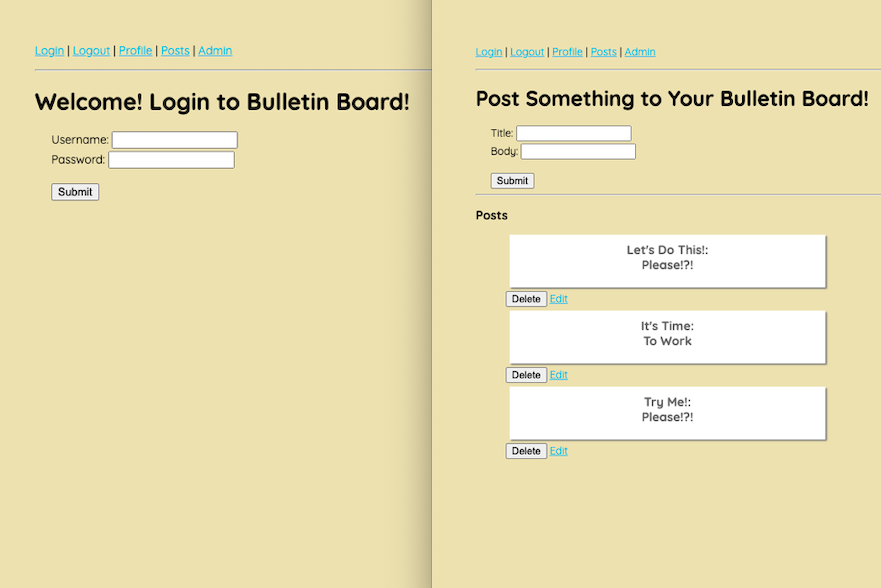 Login | Logout | Profile | Posts | Admin
Welcome! Login to Bulletin Board!
Username:
Password:
Submit
Login | Logout | Profile | Posts | Admin
Post Something to Your Bulletin Board!
Title:
Body:
Submit
Posts
Let's Do This!:
Please!?!
Delete Edit
It's Time:
To Work
Delete Edit
Try Me!:
Please!?!
Delete Edit